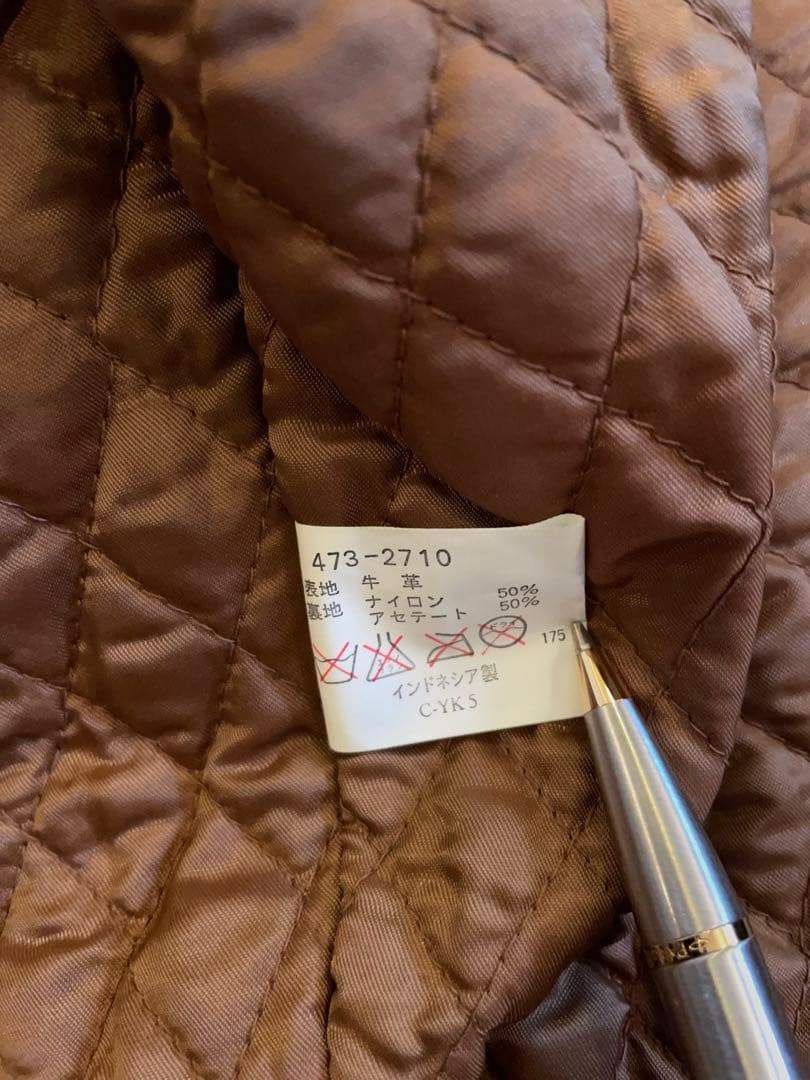 473-2710
表地 牛革
裏地 ナイロン 50%
アセテート 50%
175
インドネシア製
C-YK5